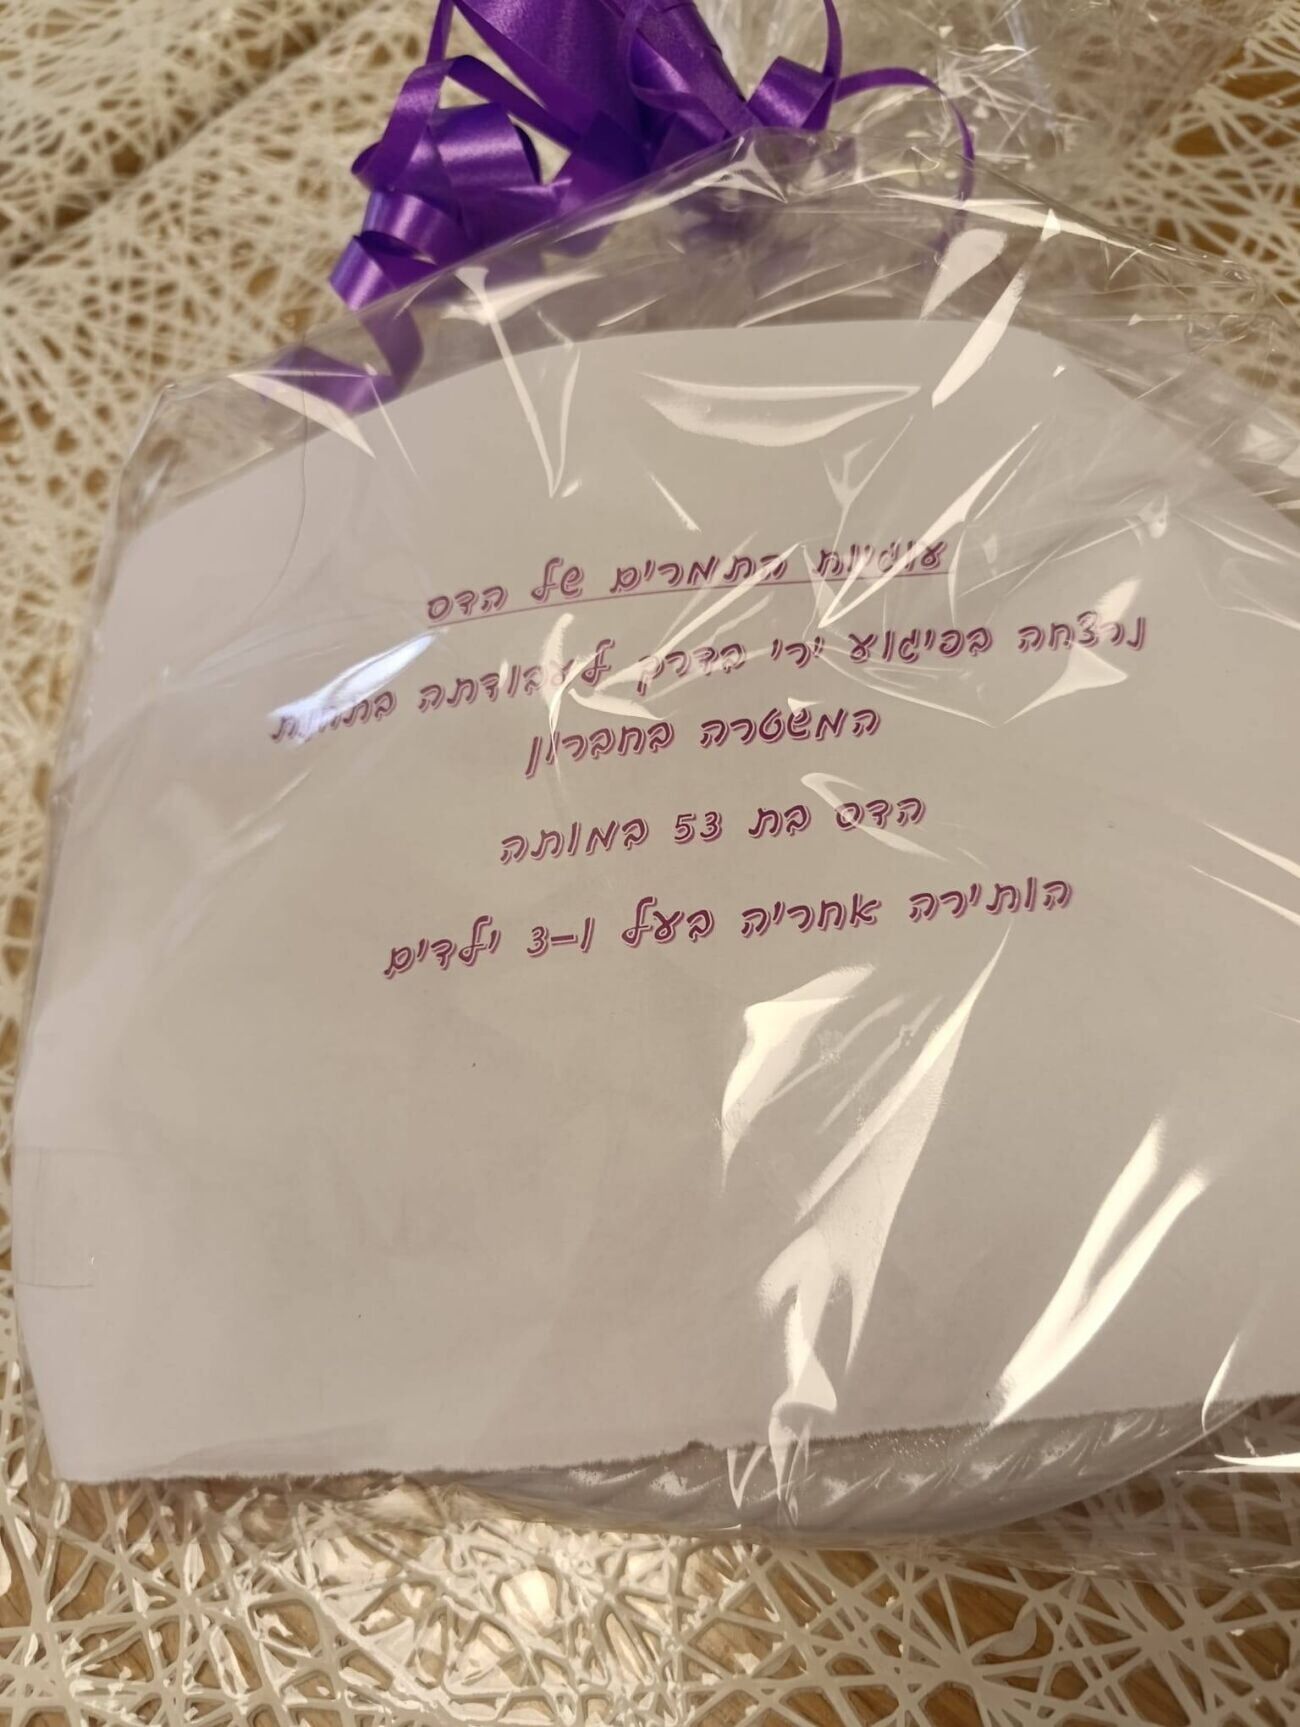 עוגיות התמרים של הדס
נרצחה בפיגוע ירי בדרך לעבודתה בתחנת
המשטרה בחברון
הדס בת 53 במותה
הותירה אחריה בעל ו-3 ילדים